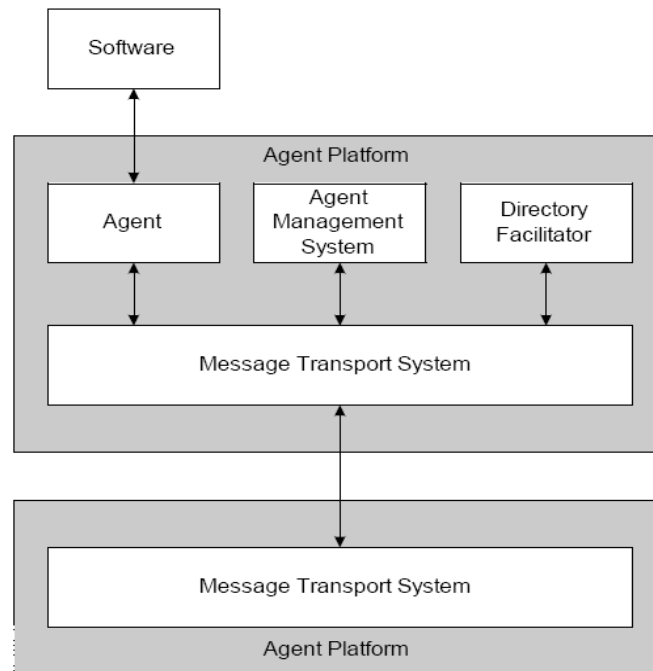 Software
Agent Platform
Agent
Agent
Management
System
Directory
Facilitator
Message Transport System
Message Transport System
Agent Platform